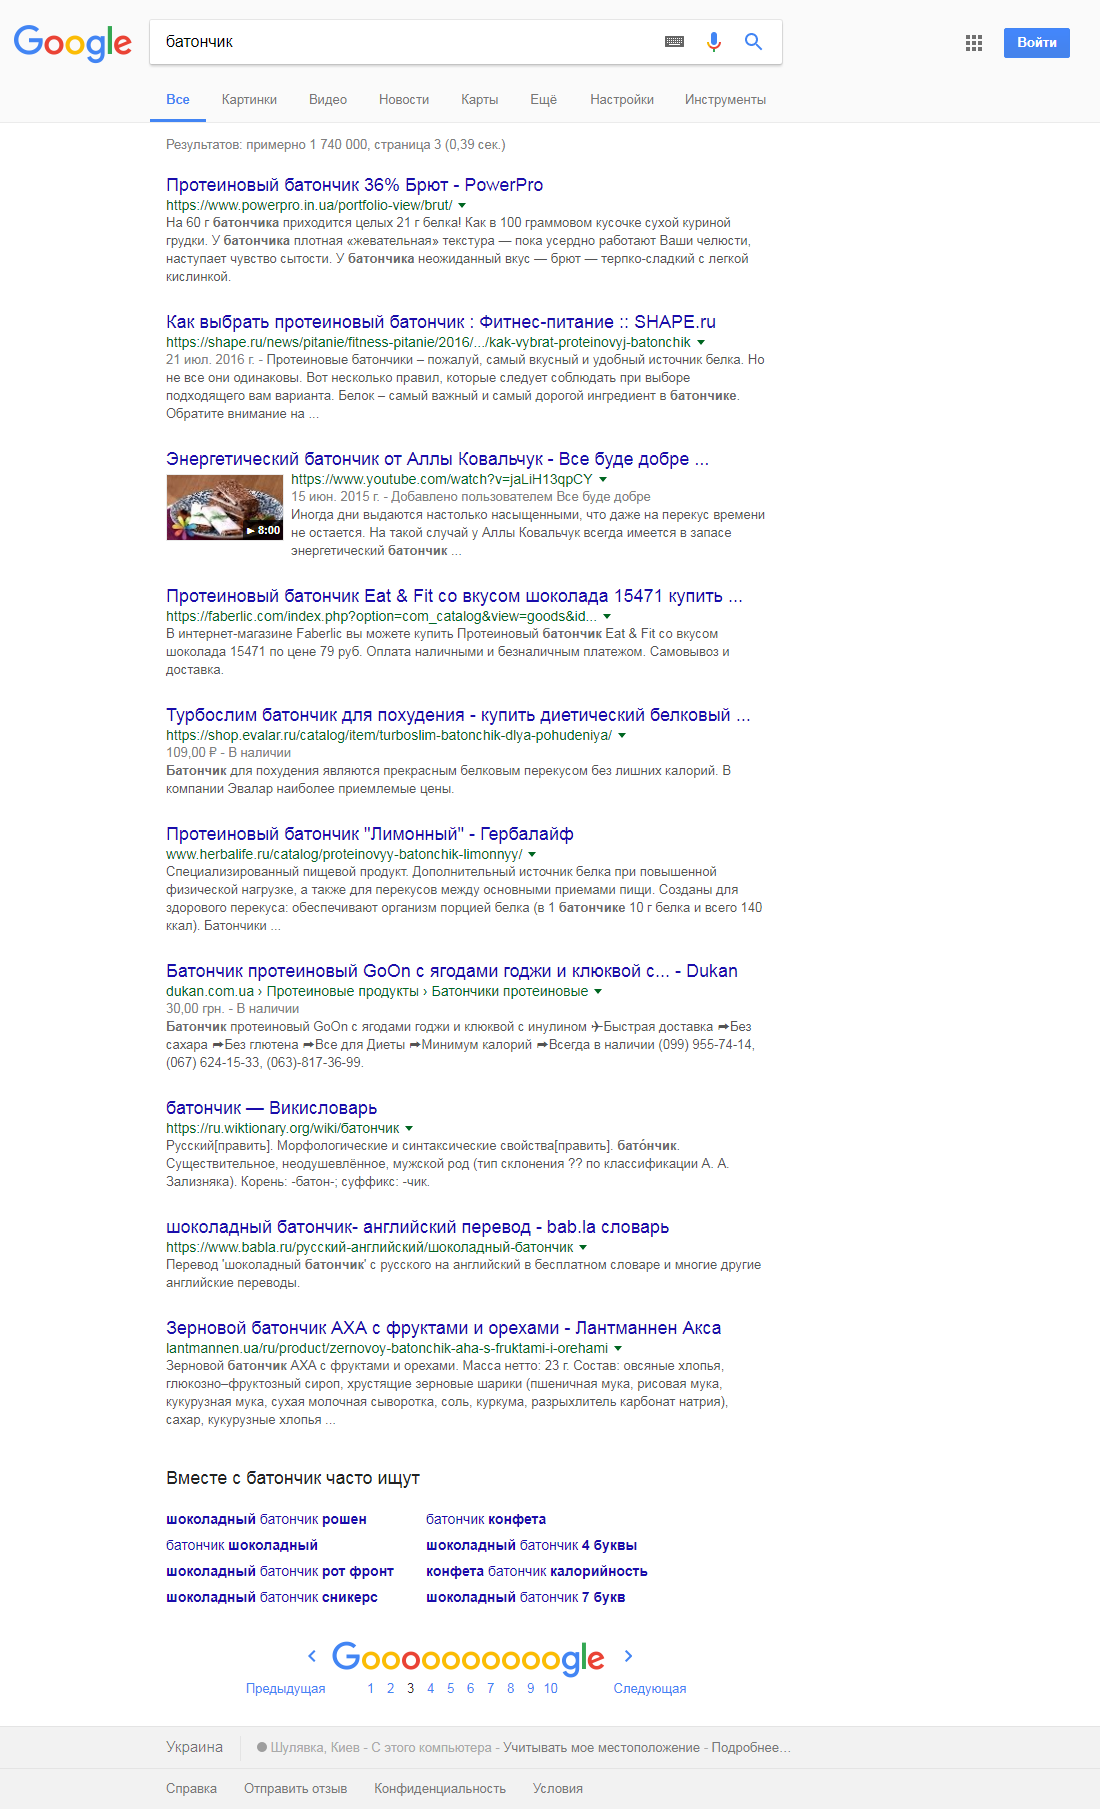 Google
батончик
Войти
Все Картинки Видео Новости Карты Ещё Настройки Инструменты
Результатов: примерно 1 740 000, страница 3 (0,39 сек.)
Протеиновый батончик 36% Брют - PowerPro
https://www.powerpro.in.ua/portfolio-view/brut/
На 60 г батончика приходится целых 21 г белка! Как в 100 граммовом кусочке сухой куриной
грудки. У батончика плотная «жевательная» текстура — пока усердно работают Ваши челюсти,
наступает чувство сытости. У батончика неожиданный вкус — брют — терпко-сладкий с легкой
кислинкой.
Как выбрать протеиновый батончик : Фитнес-питание :: SHAPE.ru
https://shape.ru/news/pitanie/fitness-pitanie/2016/.../kak-vybrat-proteinovyj-batonchik
21 июл. 2016 г. - Протеиновые батончики – пожалуй, самый вкусный и удобный источник белка. Но
не все они одинаковы. Вот несколько правил, которые следует соблюдать при выборе
подходящего вам варианта. Белок – самый важный и самый дорогой ингредиент в батончике.
Обратите внимание на ...
Энергетический батончик от Аллы Ковальчук - Все буде добре ...
https://www.youtube.com/watch?v=jaLiH13qpCY
15 июн. 2015 г. - Добавлено пользователем Все буде добре
Иногда дни выдаются настолько насыщенными, что даже на перекус времени
8:00 не остается. На такой случай у Аллы Ковальчук всегда имеется в запасе
энергетический батончик ...
Протеиновый батончик Eat & Fit со вкусом шоколада 15471 купить ...
https://faberlic.com/index.php?option=com_catalog&view=goods&id...
В интернет-магазине Faberlic вы можете купить Протеиновый батончик Eat & Fit со вкусом
шоколада 15471 по цене 79 руб. Оплата наличными и безналичным платежом. Самовывоз и
доставка.
Турбослим батончик для похудения - купить диетический белковый ...
https://shop.evalar.ru/catalog/item/turboslim-batonchik-dlya-pohudeniya/
109,00 ₽ - В наличии
Батончик для похудения являются прекрасным белковым перекусом без лишних калорий. В
компании Эвалар наиболее приемлемые цены.
Протеиновый батончик "Лимонный" - Гербалайф
www.herbalife.ru/catalog/proteinovyy-batonchik-limonnyy/
Специализированный пищевой продукт. Дополнительный источник белка при повышенной
физической нагрузке, а также для перекусов между основными приемами пищи. Созданы для
здорового перекуса: обеспечивают организм порцией белка (в 1 батончике 10 г белка и всего 140
ккал). Батончики ...
Батончик протеиновый GoOn с ягодами годжи и клюквой с... - Dukan
dukan.com.ua › Протеиновые продукты › Батончики протеиновые
30,00 грн. - В наличии
Батончик протеиновый GoOn с ягодами годжи и клюквой с инулином ✈Быстрая доставка ➦Без
сахара ➦Без глютена ➦Все для Диеты ➦Минимум калорий ➦Всегда в наличии (099) 955-74-14,
(067) 624-15-33, (063)-817-36-99.
батончик — Викисловарь
https://ru.wiktionary.org/wiki/батончик
Русский[править]. Морфологические и синтаксические свойства[править]. бато́нчик.
Существительное, неодушевлённое, мужской род (тип склонения ?? по классификации А. А.
Зализняка). Корень: -батон-; суффикс: -чик.
шоколадный батончик- английский перевод - bab.la словарь
https://www.babla.ru/русский-английский/шоколадный-батончик
Перевод 'шоколадный батончик' с русского на английский в бесплатном словаре и многие другие
английские переводы.
Зерновой батончик АХА с фруктами и орехами - Лантманнен Акса
lantmannen.ua/ru/product/zernovoy-batonchik-aha-s-fruktami-i-orehami
Зерновой батончик АХА с фруктами и орехами. Масса нетто: 23 г. Состав: овсяные хлопья,
глюкозно–фруктозный сироп, хрустящие зерновые шарики (пшеничная мука, рисовая мука,
кукурузная мука, сухая молочная сыворотка, соль, куркума, разрыхлитель карбонат натрия),
сахар, кукурузные хлопья ...
Вместе с батончик часто ищут
шоколадный батончик рошен батончик конфета
батончик шоколадный шоколадный батончик 4 буквы
шоколадный батончик рот фронт конфета батончик калорийность
шоколадный батончик сникерс шоколадный батончик 7 букв
Goooooooooogle
Предыдущая 1 2 3 4 5 6 7 8 9 10 Следующая
Украина Шулявка, Киев - С этого компьютера - Учитывать мое местоположение - Подробнее...
Справка Отправить отзыв Конфиденциальность Условия